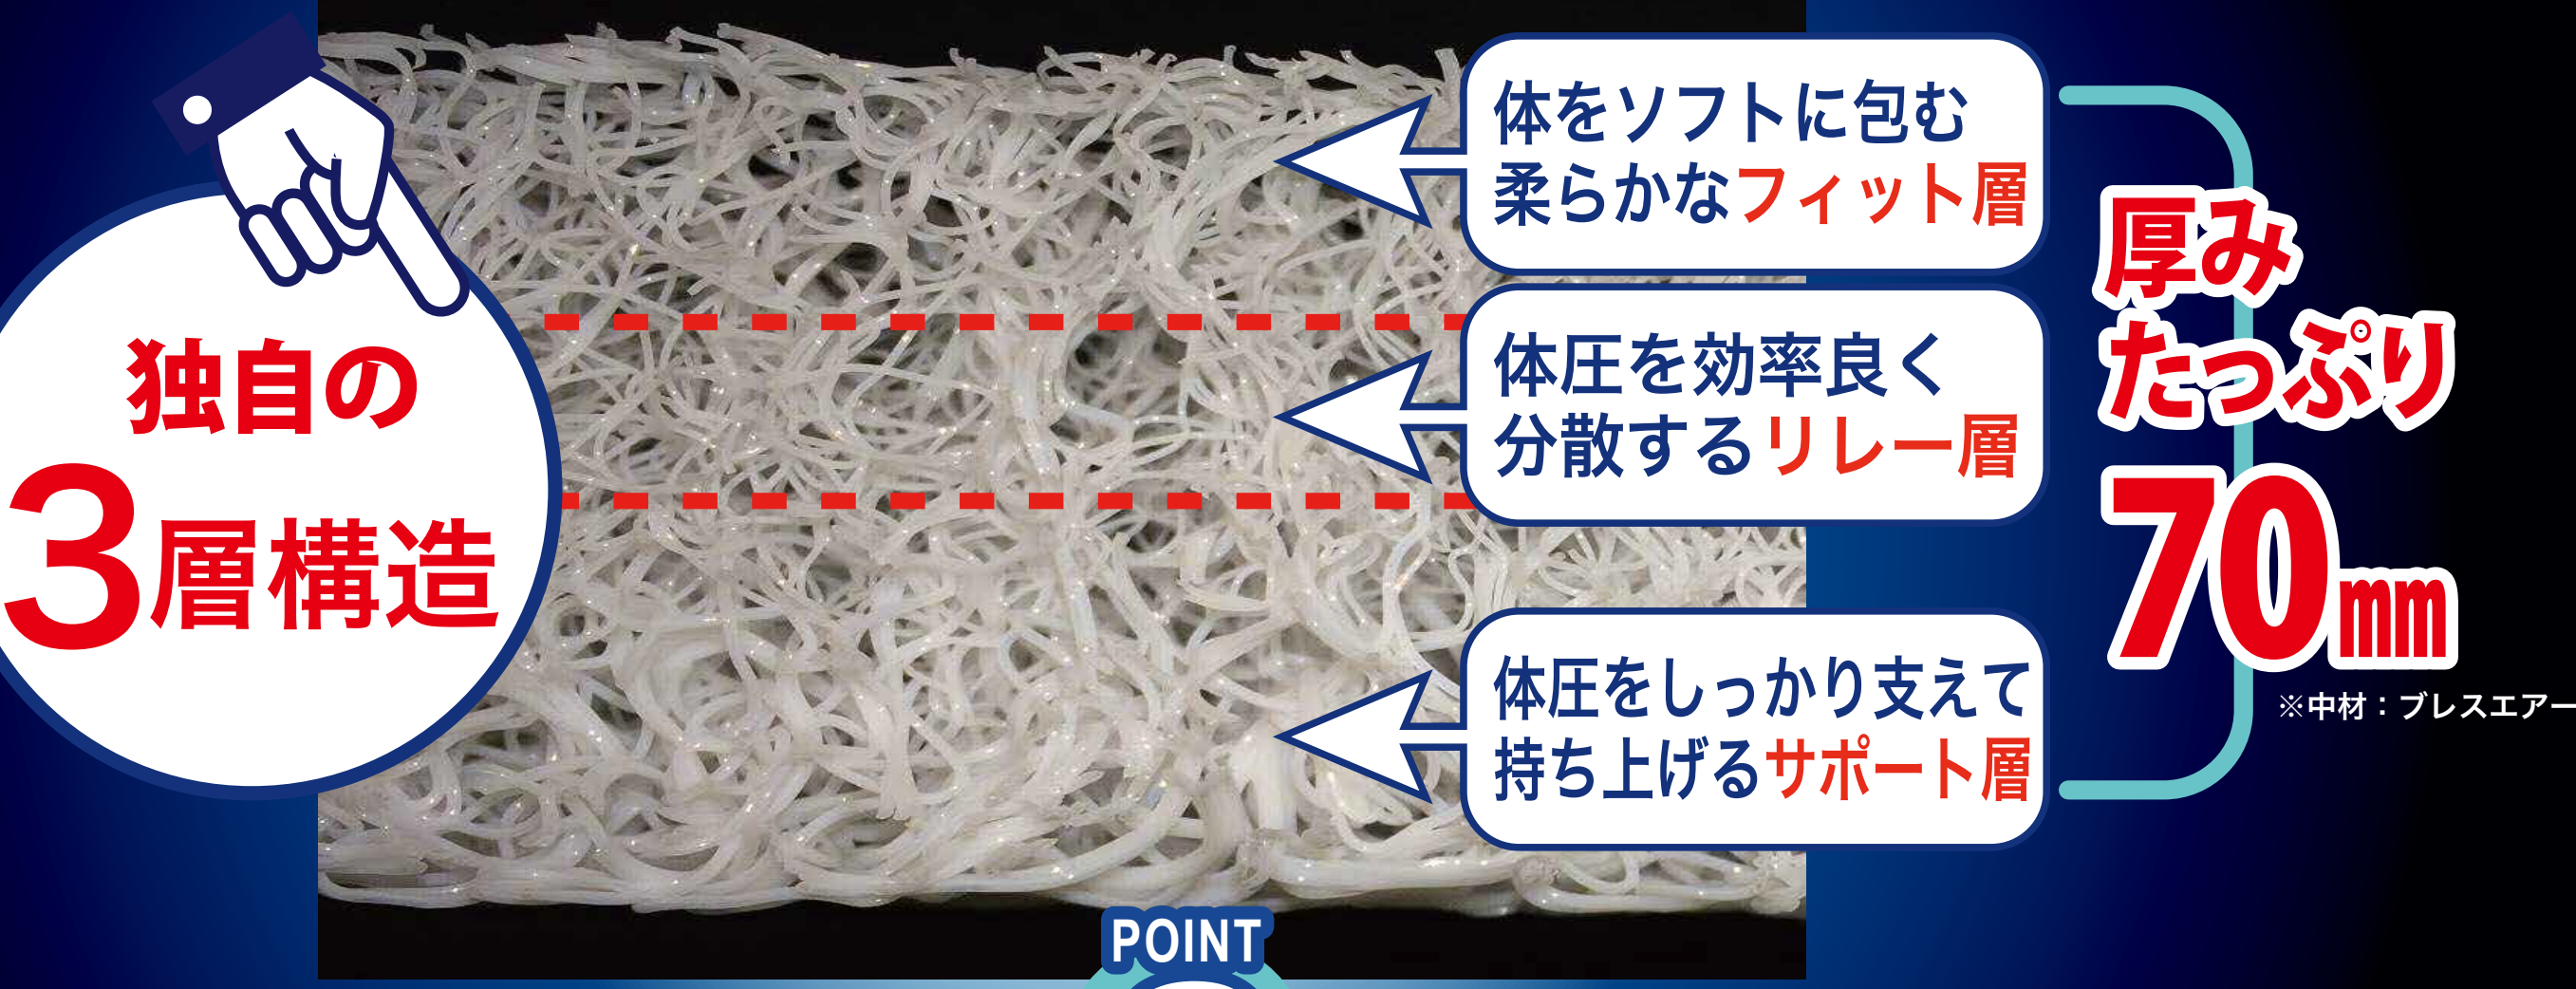 独自の
3層構造
体をソフトに包む
柔らかなフィット層
体圧を効率良く
分散するリレー層
体圧をしっかり支えて
持ち上げるサポート層
厚み
たっぷり
70mm
※中材：ブレスエアー
POINT